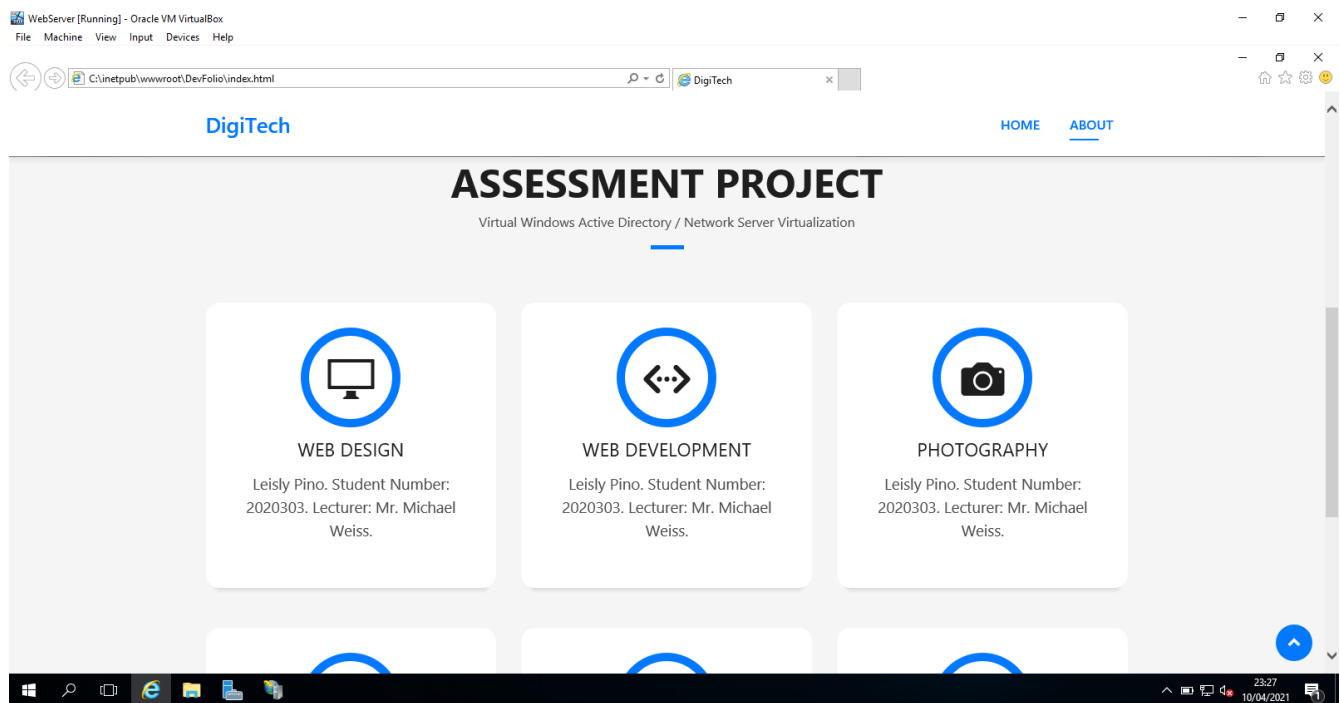 WebServer [Running] - Oracle VM VirtualBox
File Machine View Input Devices Help
C:\inetpub\wwwroot\DevFolio\index.html
DigiTech
DigiTech
HOME ABOUT
ASSESSMENT PROJECT
Virtual Windows Active Directory / Network Server Virtualization
WEB DESIGN
Leisly Pino. Student Number:
2020303. Lecturer: Mr. Michael
Weiss.
WEB DEVELOPMENT
Leisly Pino. Student Number:
2020303. Lecturer: Mr. Michael
Weiss.
PHOTOGRAPHY
Leisly Pino. Student Number:
2020303. Lecturer: Mr. Michael
Weiss.
23:27
10/04/2021
1